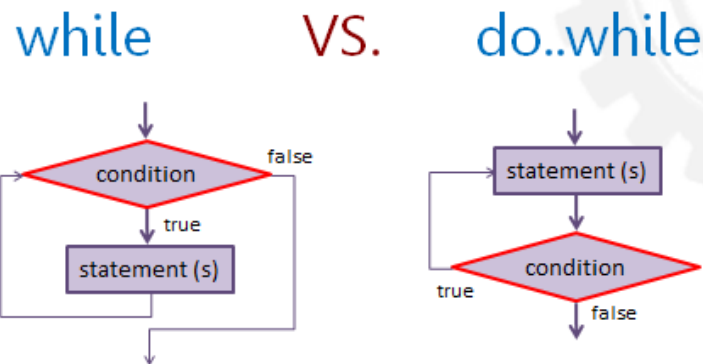 while VS. do..while
condition
false
true
statement (s)
statement (s)
condition
true
false